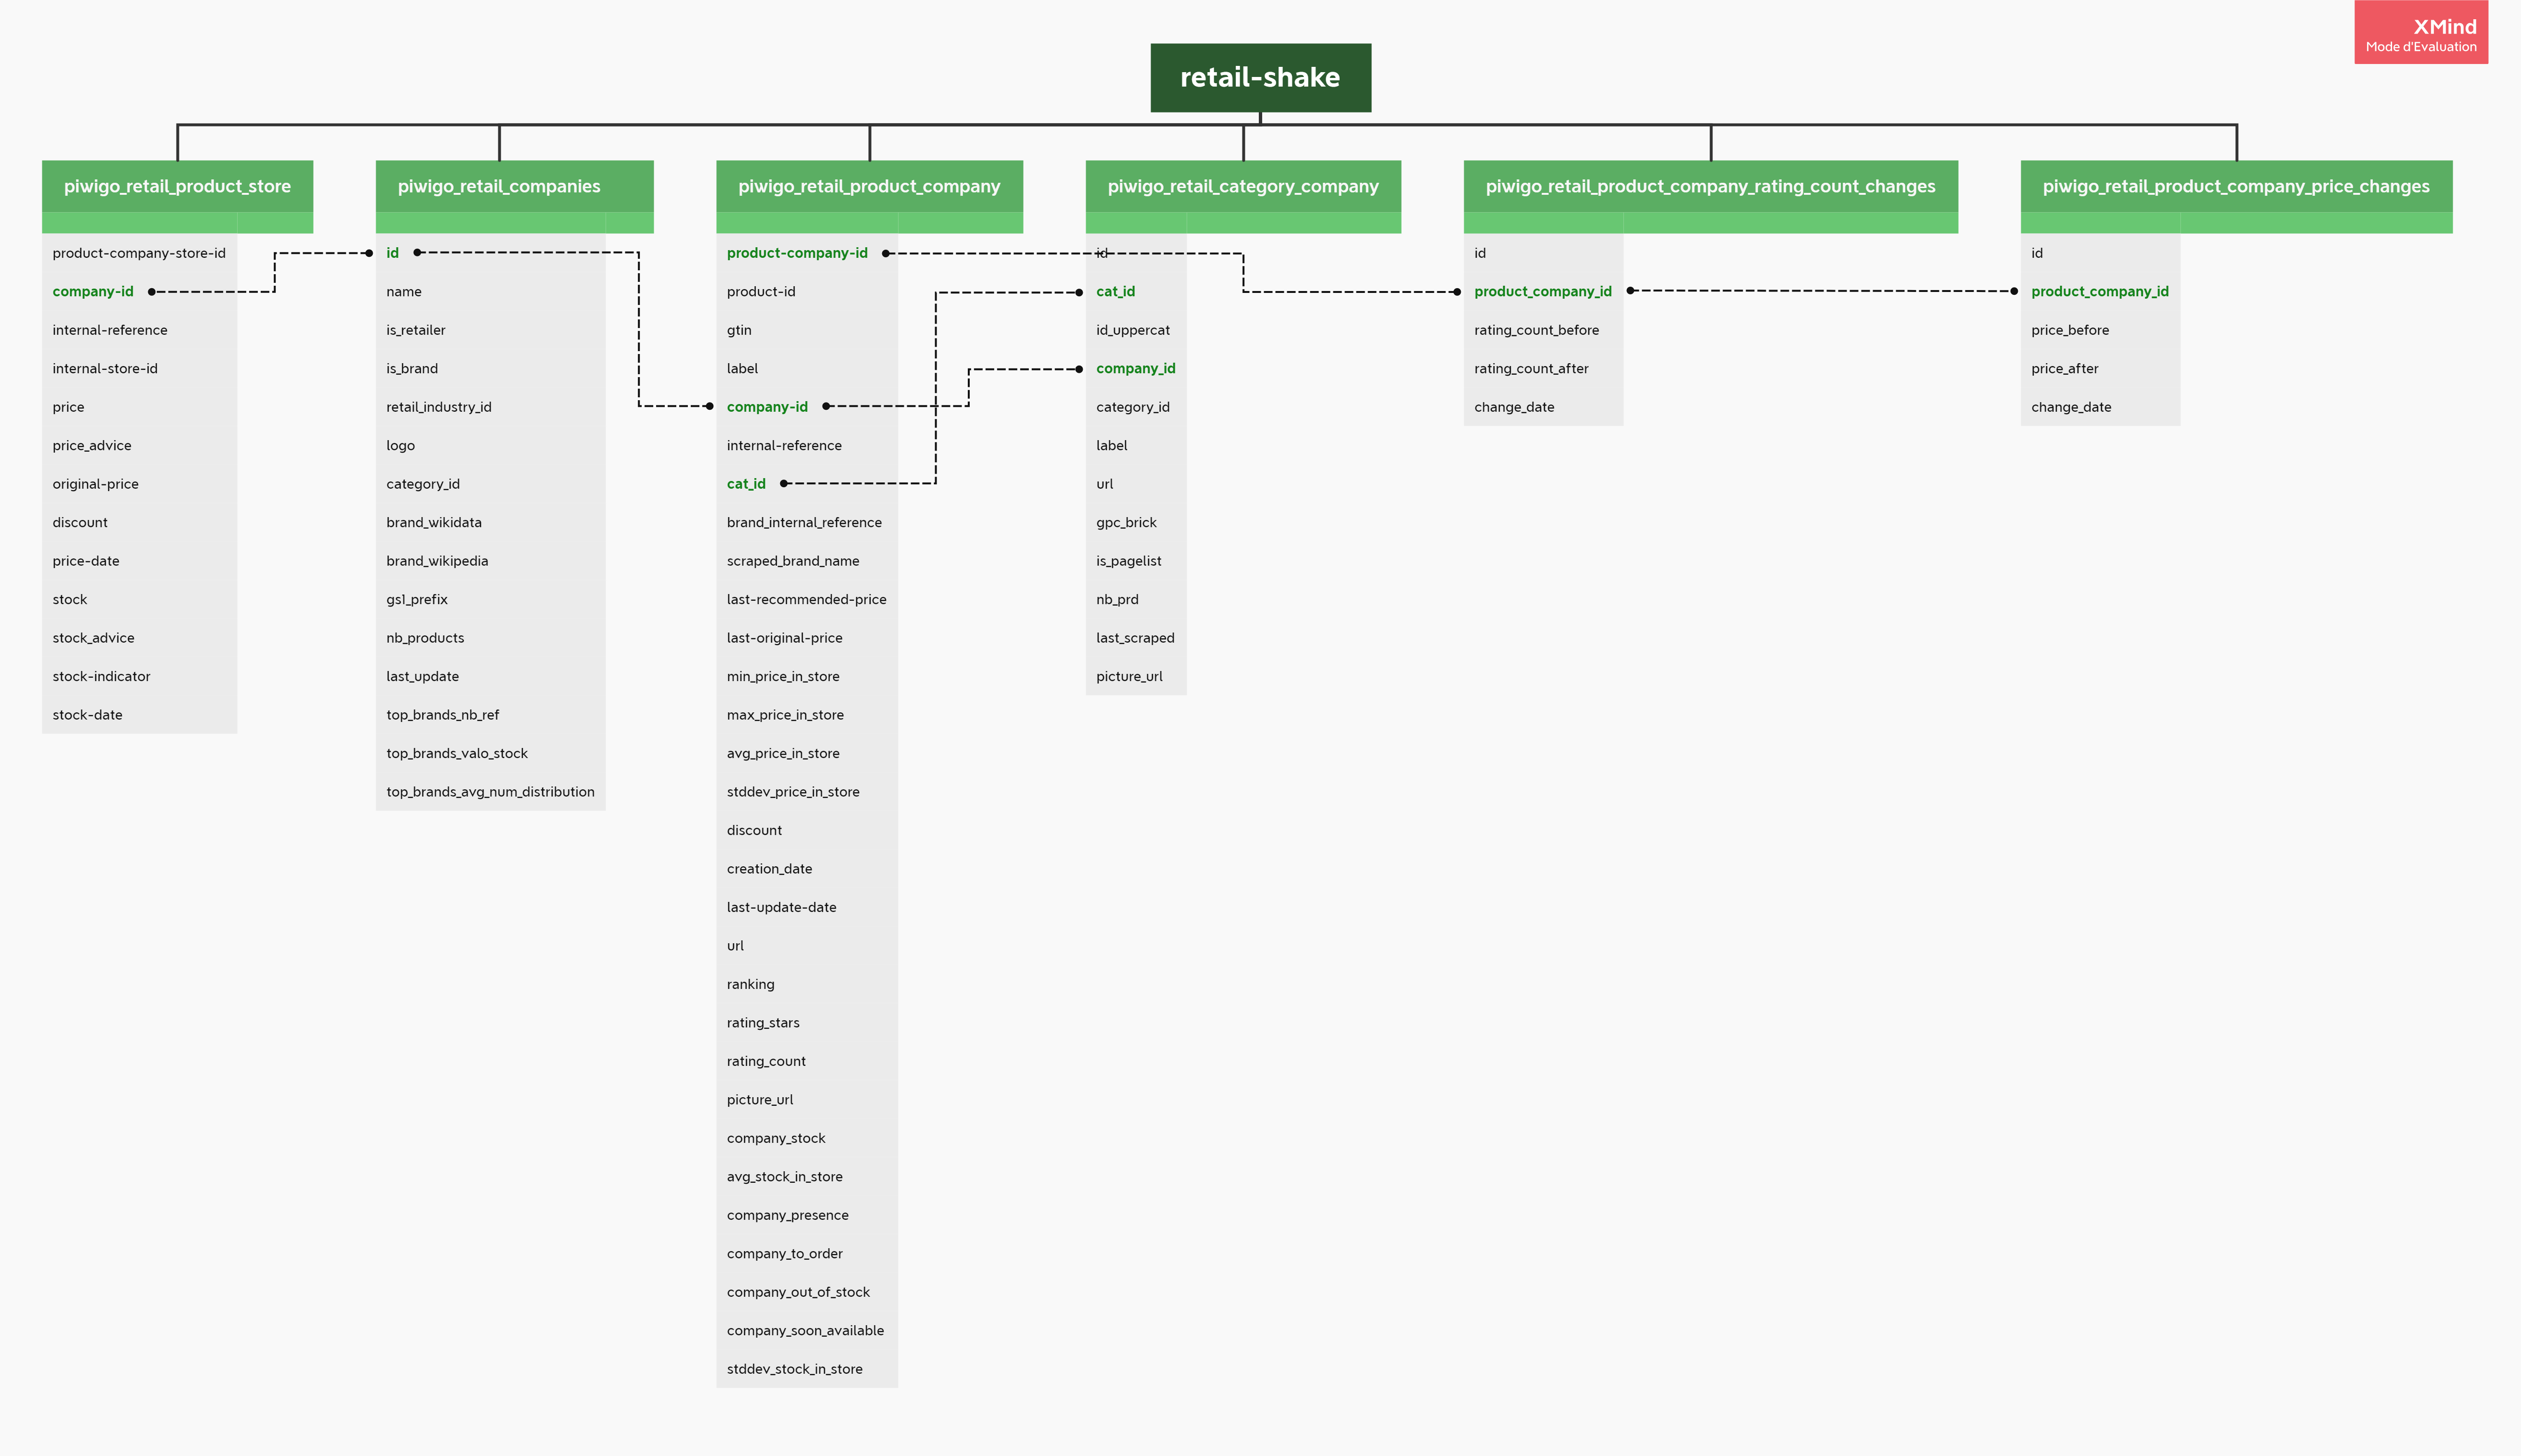 XMind
Mode d'Evaluation
retail-shake
piwigo_retail_product_store
product-company-store-id
company-id
internal-reference
internal-store-id
price
price_advice
original-price
discount
price-date
stock
stock_advice
stock-indicator
stock-date
piwigo_retail_companies
id
name
is_retailer
is_brand
retail_industry_id
logo
category_id
brand_wikidata
brand_wikipedia
gs1_prefix
nb_products
last_update
top_brands_nb_ref
top_brands_valo_stock
top_brands_avg_num_distribution
piwigo_retail_product_company
product-company-id
product-id
gtin
label
company-id
internal-reference
cat_id
brand_internal_reference
scraped_brand_name
last-recommended-price
last-original-price
min_price_in_store
max_price_in_store
avg_price_in_store
stddev_price_in_store
discount
creation_date
last-update-date
url
ranking
rating_stars
rating_count
picture_url
company_stock
avg_stock_in_store
company_presence
company_to_order
company_out_of_stock
company_soon_available
stddev_stock_in_store
piwigo_retail_category_company
id
cat_id
id_uppercat
company_id
category_id
label
url
gpc_brick
is_pagelist
nb_prd
last_scraped
picture_url
piwigo_retail_product_company_rating_count_changes
id
product_company_id
rating_count_before
rating_count_after
change_date
piwigo_retail_product_company_price_changes
id
product_company_id
price_before
price_after
change_date